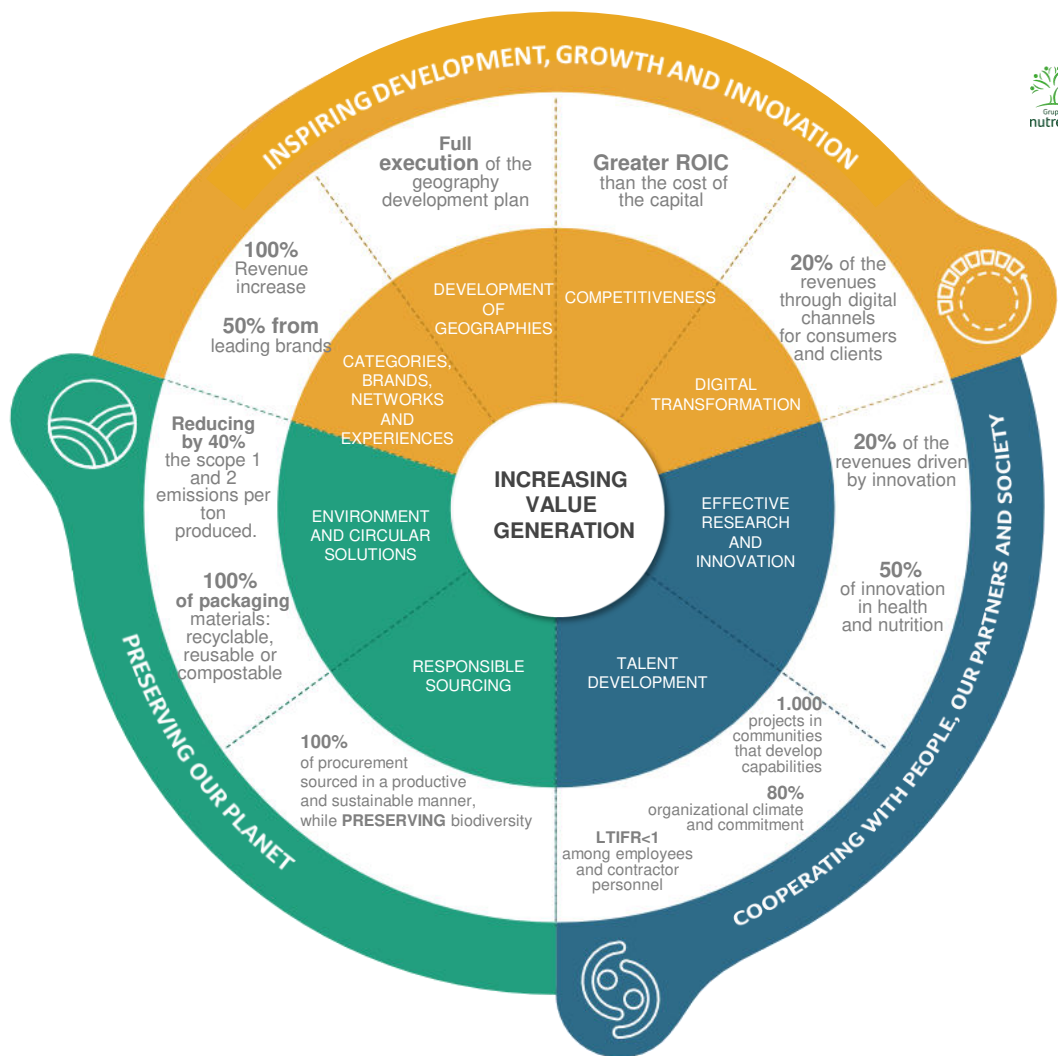 INSPIRING DEVELOPMENT, GROWTH AND INNOVATION
Full
execution of the
geography
development plan
Greater ROIC
than the cost of
the capital
100%
Revenue
increase
50% from
leading brands
20% of the
revenues
through digital
channels
for consumers
and clients
DEVELOPMENT
OF
GEOGRAPHIES
COMPETITIVENESS
CATEGORIES,
BRANDS,
NETWORKS
AND
EXPERIENCES
DIGITAL
TRANSFORMATION
INCREASING
VALUE
GENERATION
Reducing
by 40%
the scope 1
and 2
emissions per
ton
produced.
100%
of packaging
materials:
recyclable,
reusable or
compostable
ENVIRONMENT
AND CIRCULAR
SOLUTIONS
RESPONSIBLE
SOURCING
100%
of procurement
sourced in a productive
and sustainable manner,
while PRESERVING biodiversity
PRESERVING OUR PLANET
EFFECTIVE
RESEARCH
AND
INNOVATION
TALENT
DEVELOPMENT
20% of the
revenues driven
by innovation
50%
of innovation
in health
and nutrition
1.000
projects in
communities
that develop
capabilities
80%
organizational climate
and commitment
LTIFR<1
among employees
and contractor
personnel
COOPERATING WITH PEOPLE, OUR PARTNERS AND SOCIETY